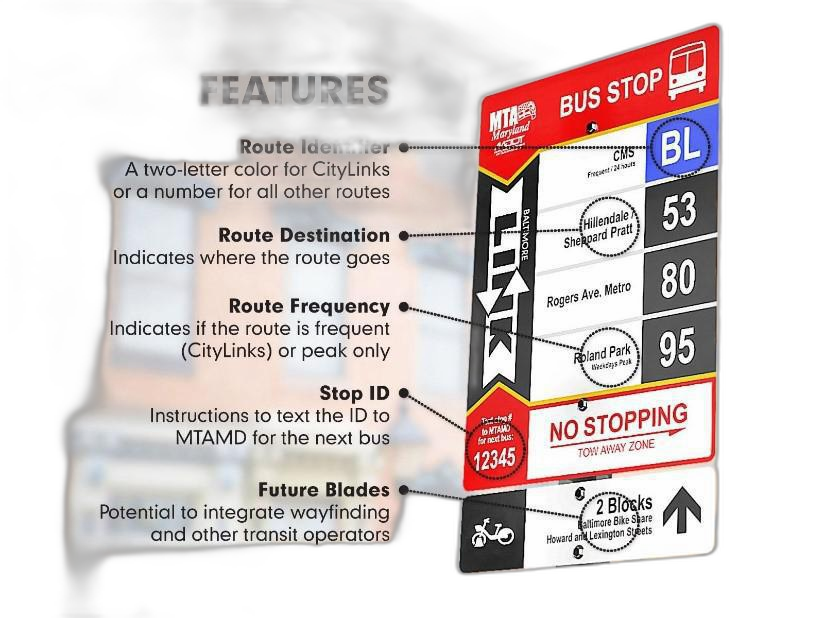 FEATURES
Route Identifier
A two-letter color for CityLinks
or a number for all other routes
Route Destination
Indicates where the route goes
Route Frequency
Indicates if the route is frequent
(CityLinks) or peak only
Stop ID
Instructions to text the ID to
MTAMD for the next bus
Future Blades
Potential to integrate wayfinding
and other transit operators
BUS STOP
MTA
Maryland
CMS
Frequent / 24 hours
BL
BALTIMORE
LINK
Hillendale /
Sheppard Pratt
53
Rogers Ave. Metro
80
Roland Park
Weekdays Peak
95
Text stop #
to MTAMD
for next bus:
12345
NO STOPPING
TOW AWAY ZONE
2 Blocks
Baltimore Bike Share
Howard and Lexington Streets